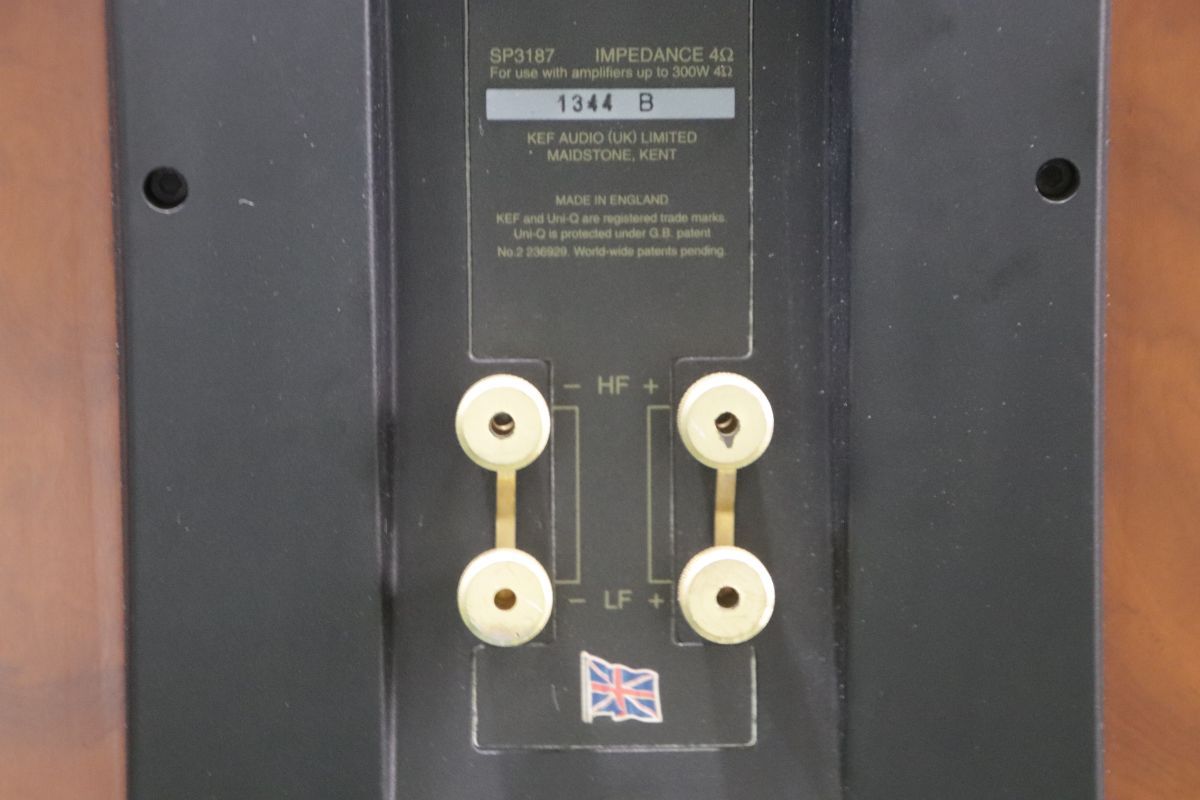 SP3187 IMPEDANCE 4Ω
For use with amplifiers up to 300W 4Ω
1344 B
KEF AUDIO (UK) LIMITED
MAIDSTONE, KENT
MADE IN ENGLAND
KEF and Uni-Q are registered trade marks.
Uni-Q is protected under G.B. patent
No.2 236929. World-wide patents pending.
− HF +
− LF +